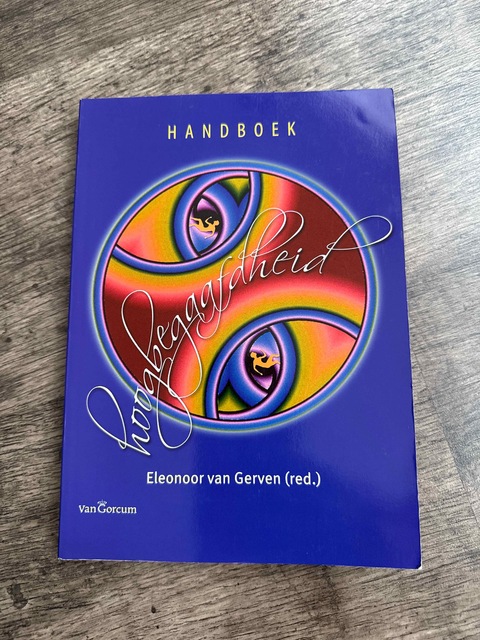 HANDBOEK
hoogbegaafdheid
Eleonoor van Gerven (red.)
Van Gorcum